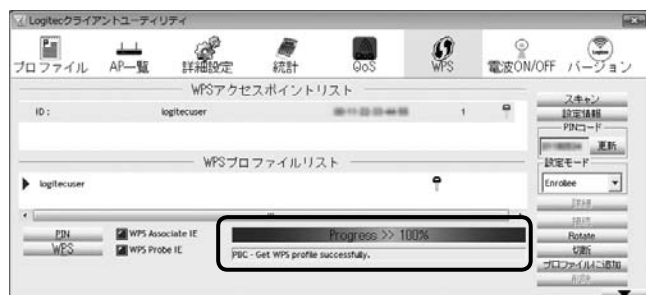 Logitecクライアントユーティリティ
プロファイル AP一覧 詳細設定 統計 QoS WPS 電波ON/OFF バージョン
WPSアクセスポイントリスト
ID : logitecuser 1
スキャン
設定情報
PINコード
更新
WPSプロファイルリスト
logitecuser
設定モード
Enrollee
詳細
接続
Rotate
切断
プロファイルに追加
削除
PIN
WPS
WPS Associate IE
WPS Probe IE
Progress >> 100%
PBC - Get WPS profile successfully.